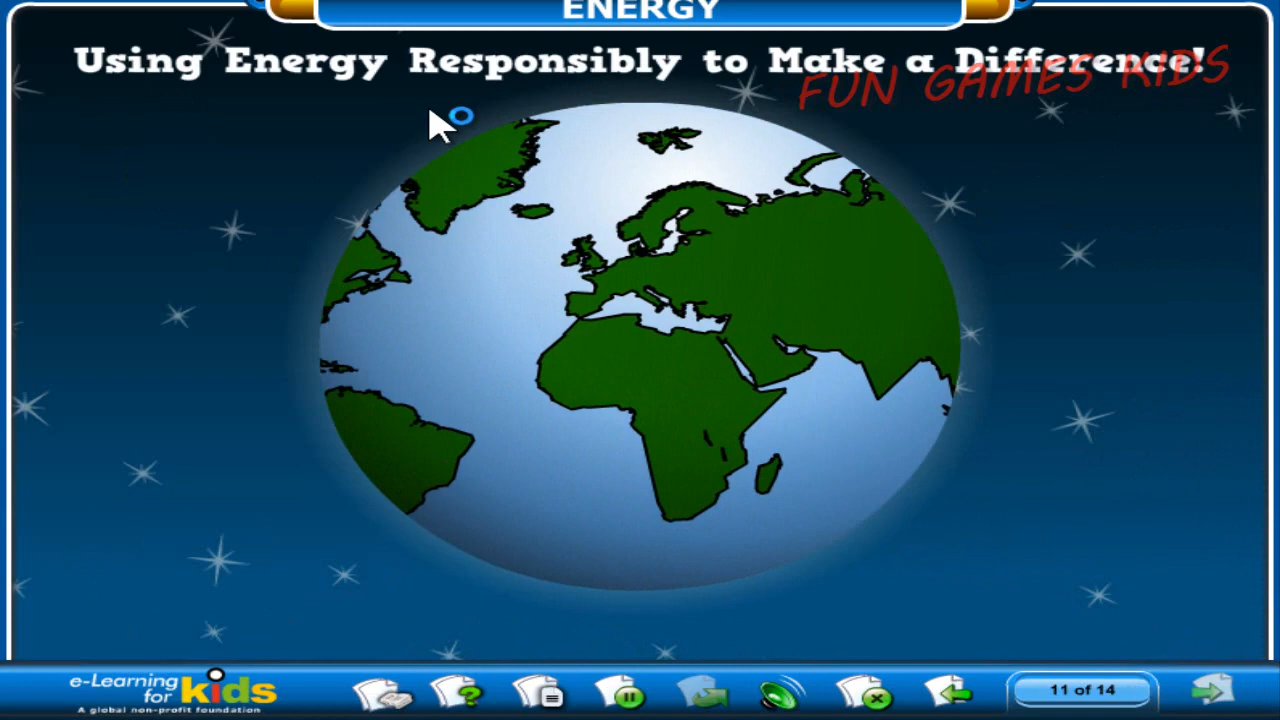 ENERGY
Using Energy Responsibly to Make a Difference!
FUN GAMES KIDS
e-Learning
for kids
A global non-profit foundation
11 of 14